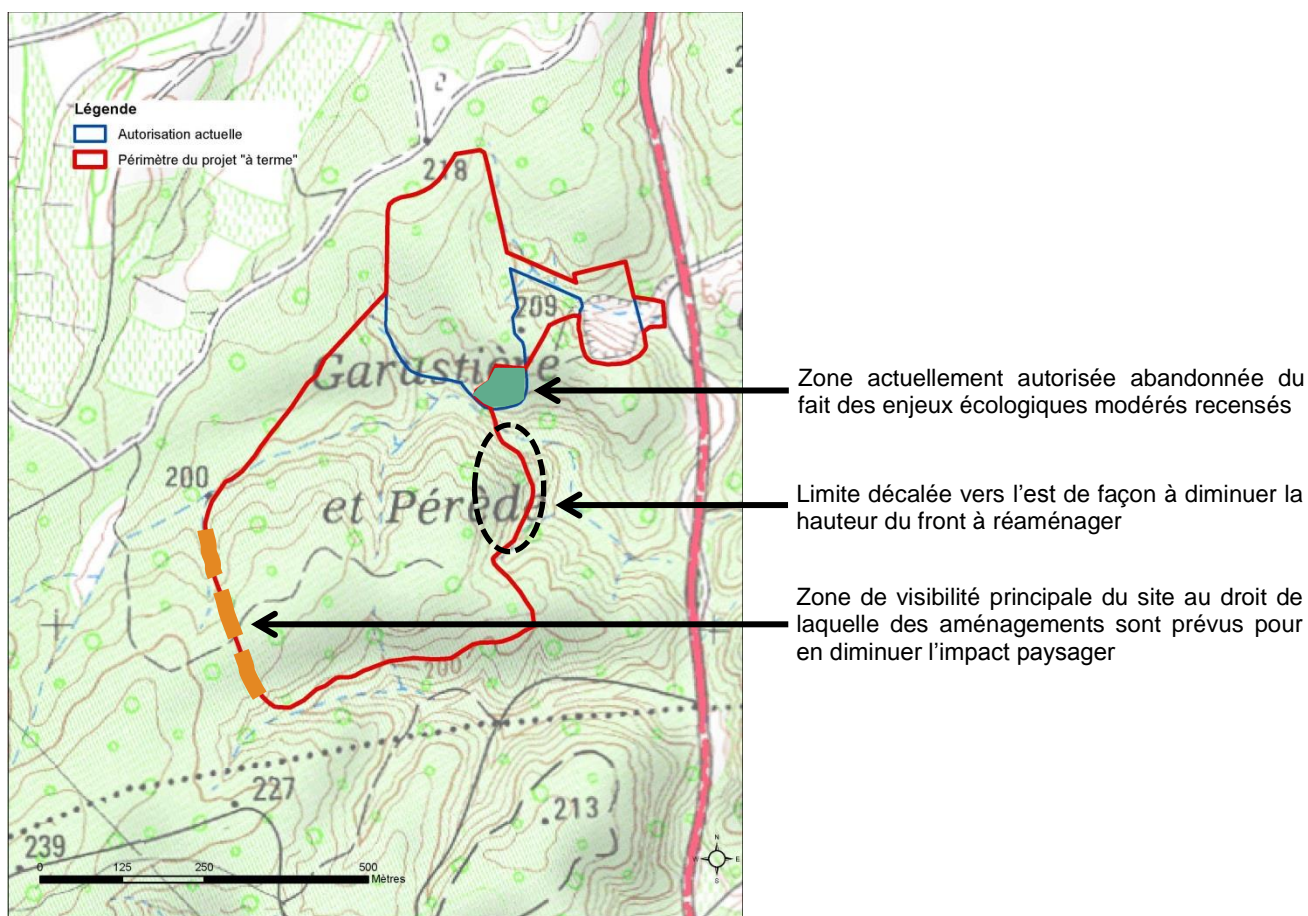 Légende
Autorisation actuelle
Périmètre du projet "à terme"
218
209
Garustière
200
et Pérède
200
227
213
239
0 125 250 500
Mètres
N
W E
S
Zone actuellement autorisée abandonnée du
fait des enjeux écologiques modérés recensés
Limite décalée vers l'est de façon à diminuer la
hauteur du front à réaménager
Zone de visibilité principale du site au droit de
laquelle des aménagements sont prévus pour
en diminuer l'impact paysager